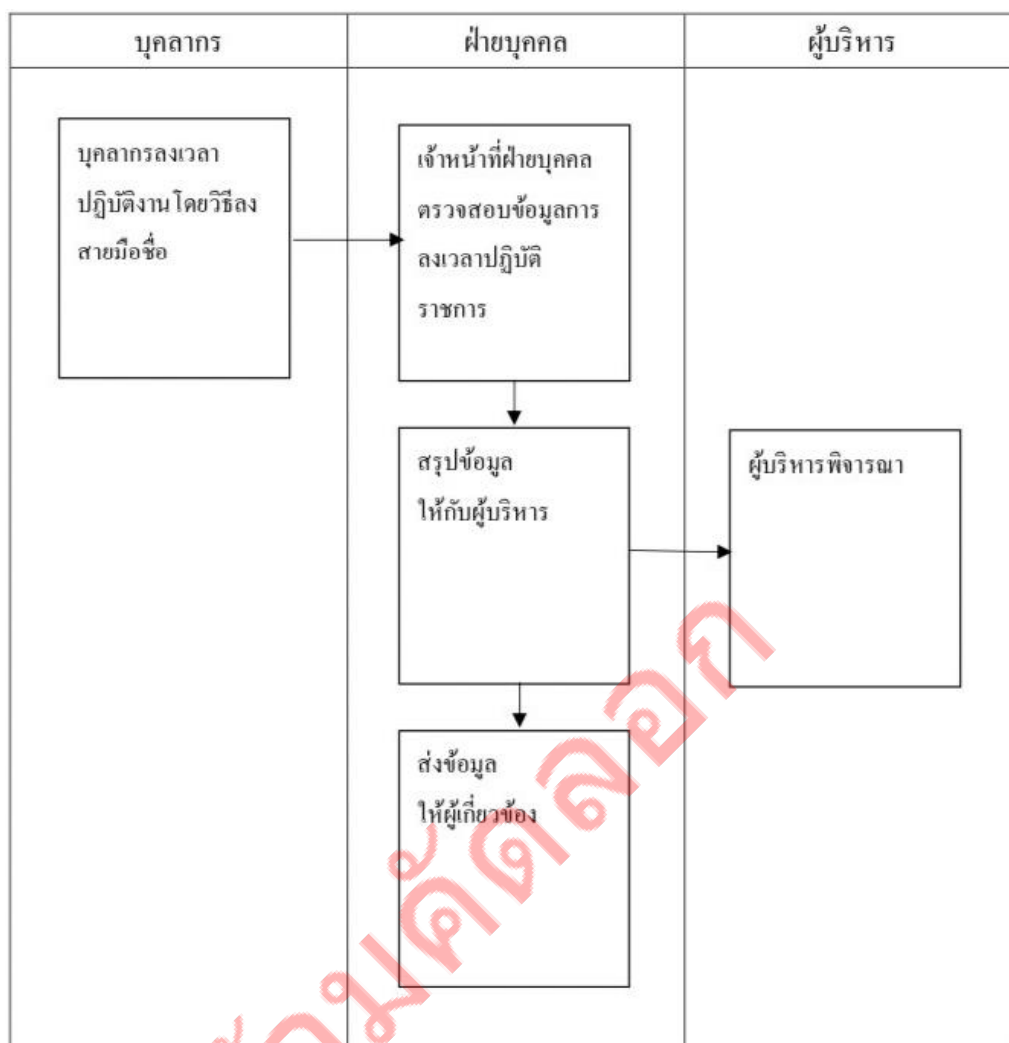 บุคลากร
ฝ่ายบุคคล
ผู้บริหาร
บุคลากรลงเวลา
ปฏิบัติงาน โดยวิธีลง
สายมือชื่อ
เจ้าหน้าที่ฝ่ายบุคคล
ตรวจสอบข้อมูลการ
ลงเวลาปฏิบัติ
ราชการ
สรุปข้อมูล
ให้กับผู้บริหาร
ผู้บริหารพิจารณา
ส่งข้อมูล
ให้ผู้เกี่ยวข้อง
ามคัดลอก